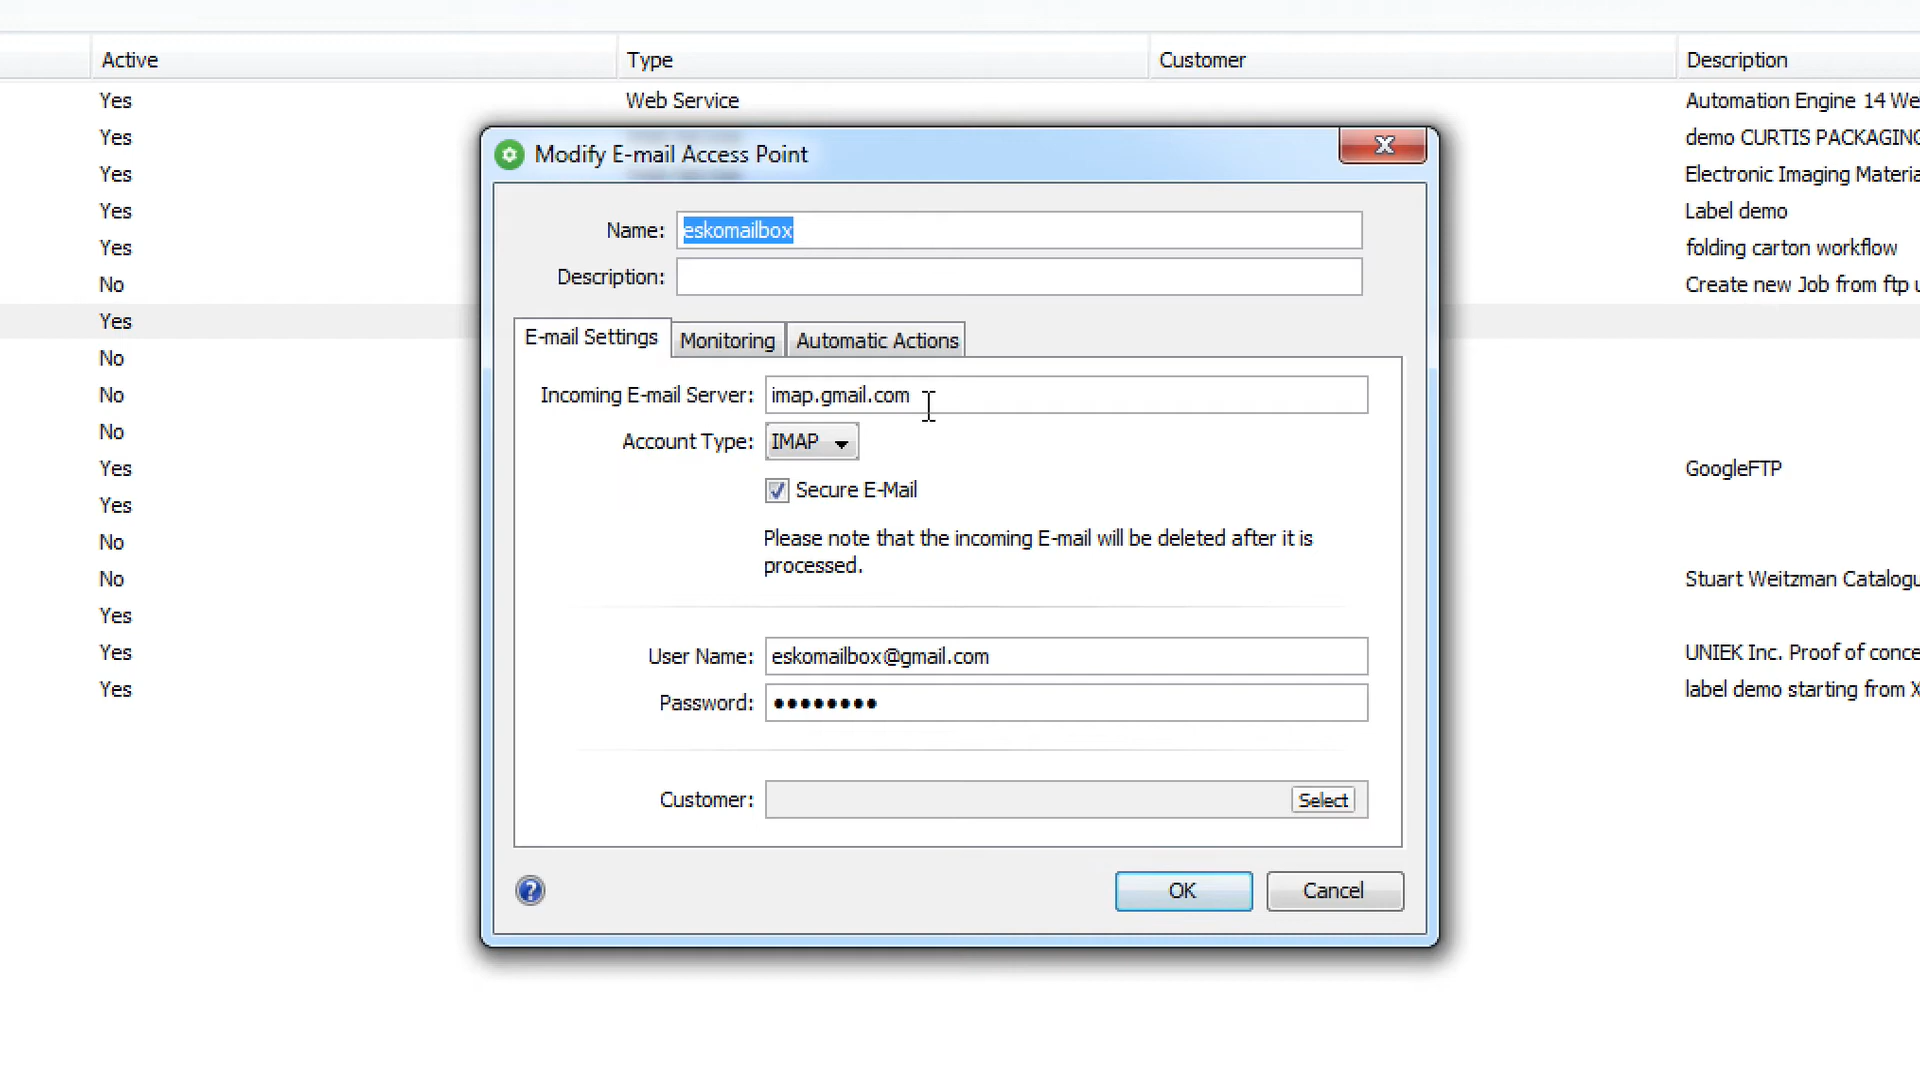 Active Type Customer Description
Yes Web Service Automation Engine 14 We
Yes demo CURTIS PACKAGING
Yes Electronic Imaging Materia
Yes Label demo
Yes folding carton workflow
No Create new Job from ftp u
Yes
No
No
No
Yes GoogleFTP
Yes
No
No Stuart Weitzman Catalogu
Yes
Yes UNIEK Inc. Proof of conce
Yes label demo starting from X
Modify E-mail Access Point
Name: eskomailbox
Description:
E-mail Settings Monitoring Automatic Actions
Incoming E-mail Server: imap.gmail.com
Account Type: IMAP
Secure E-Mail
Please note that the incoming E-mail will be deleted after it is
processed.
User Name: eskomailbox@gmail.com
Password: ••••••••
Customer: Select
? OK Cancel